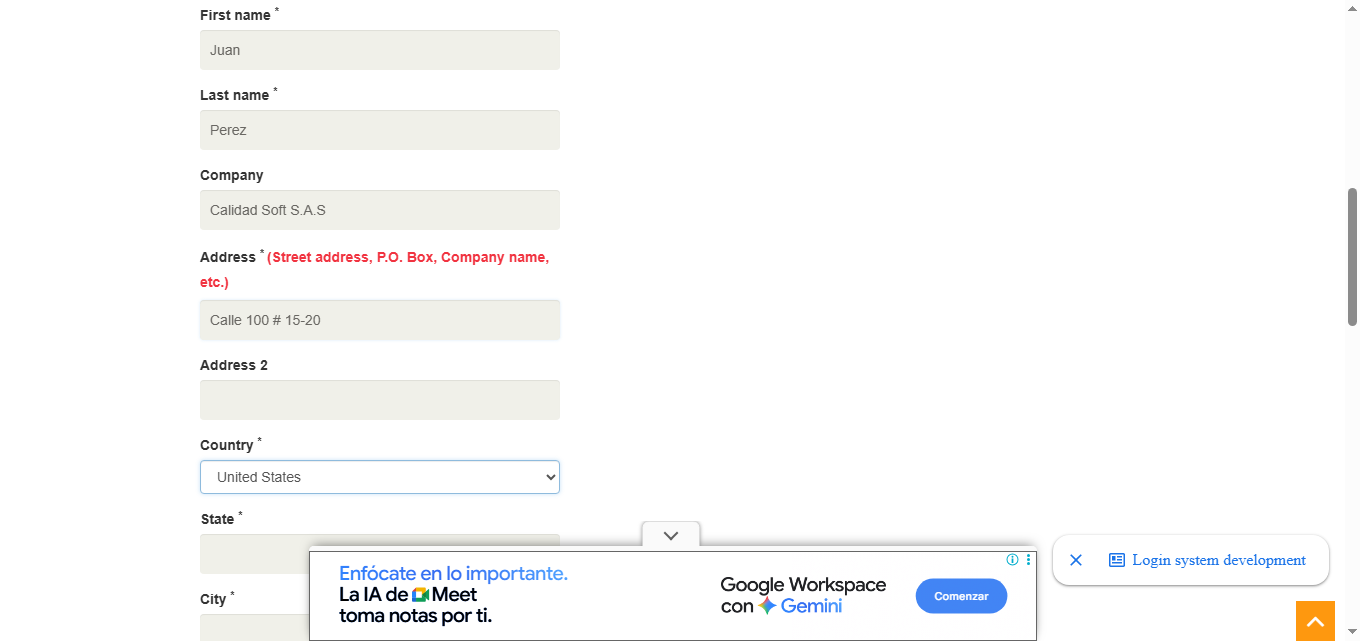 First name *
Juan
Last name *
Perez
Company
Calidad Soft S.A.S
Address * (Street address, P.O. Box, Company name,
etc.)
Calle 100 # 15-20
Address 2
Country *
United States
State *
City *
Enfócate en lo importante.
La IA de Meet
toma notas por ti.
Google Workspace
con Gemini
Comenzar
Login system development